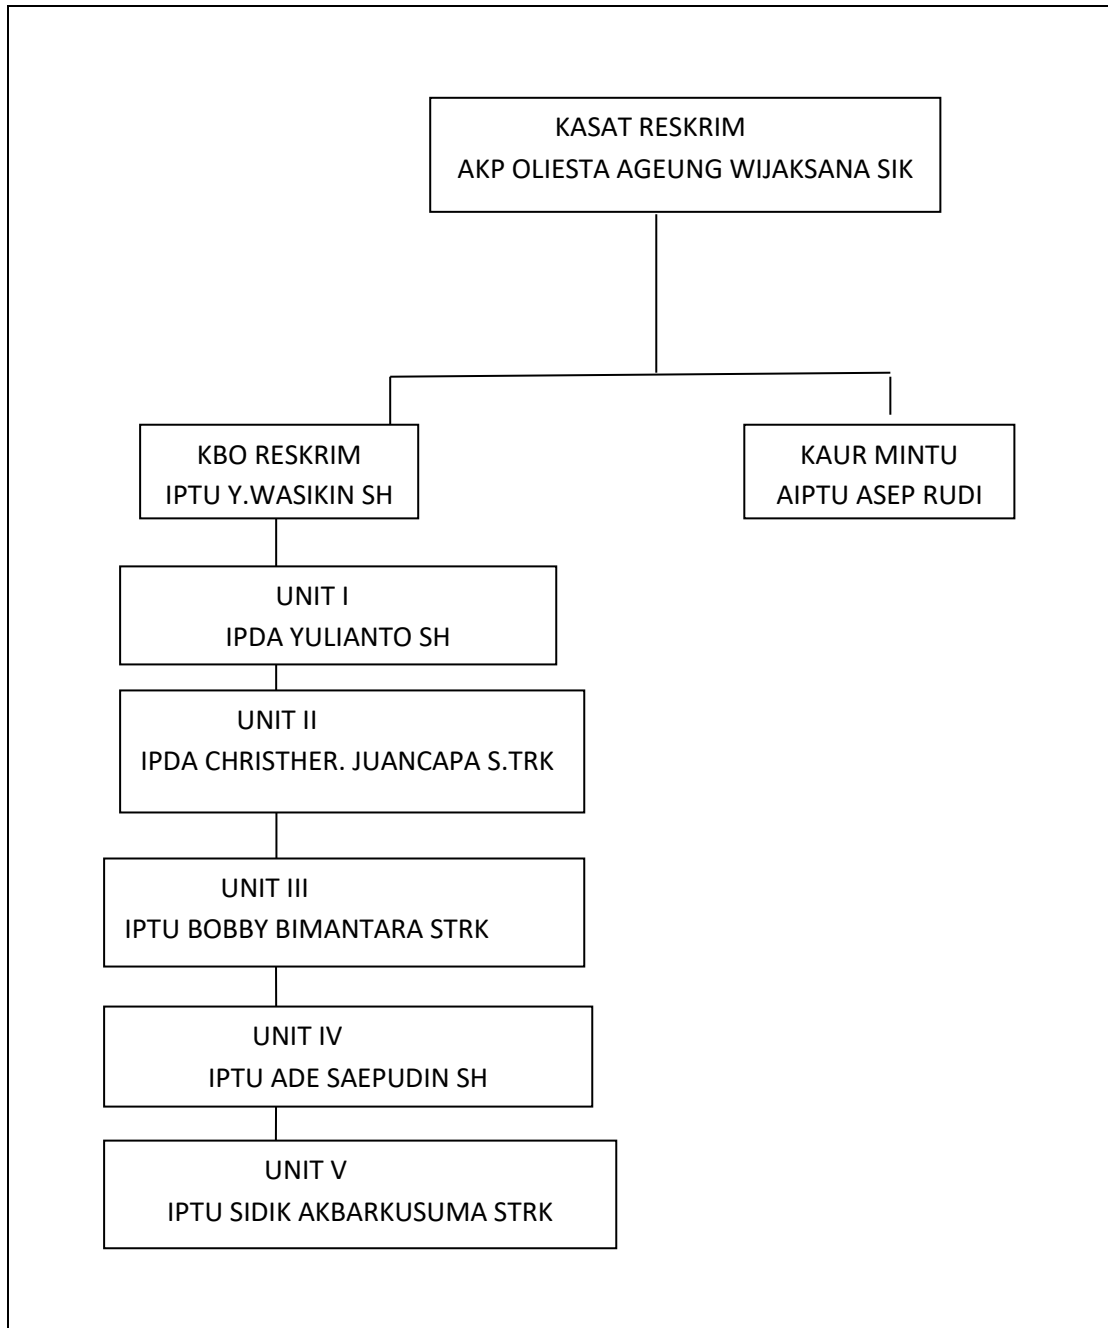 KASAT RESKRIM
AKP OLIESTA AGEUNG WIJAKSANA SIK
KBO RESKRIM
IPTU Y.WASIKIN SH
KAUR MINTU
AIPTU ASEP RUDI
UNIT I
IPDA YULIANTO SH
UNIT II
IPDA CHRISTHER. JUANCAPA S.TRK
UNIT III
IPTU BOBBY BIMANTARA STRK
UNIT IV
IPTU ADE SAEPUDIN SH
UNIT V
IPTU SIDIK AKBARKUSUMA STRK